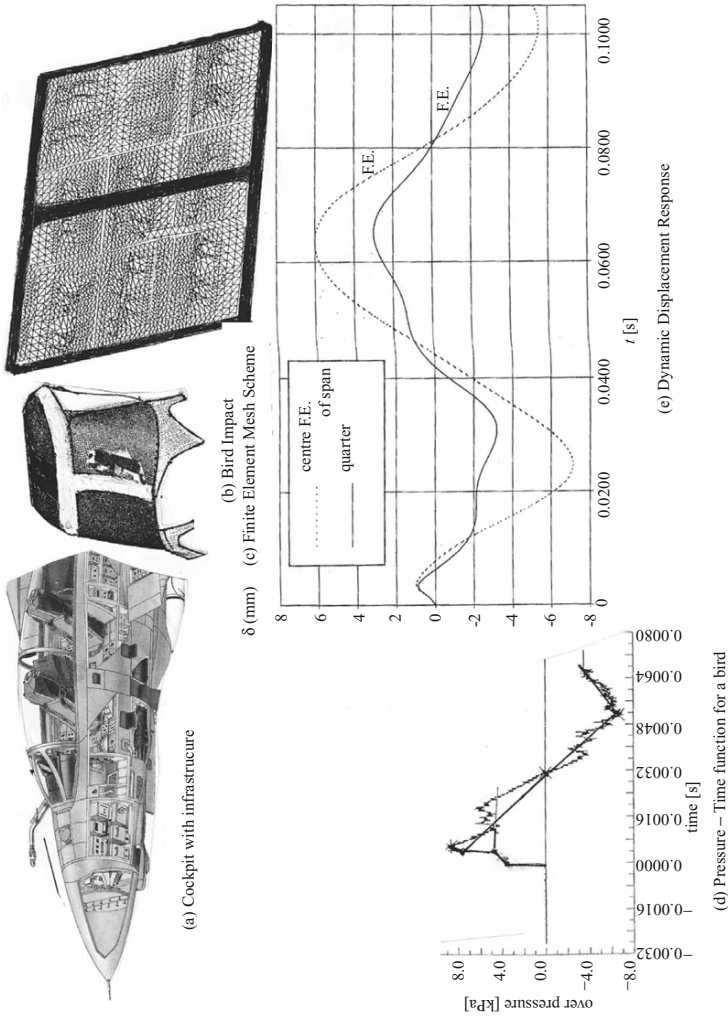 (a) Cockpit with infrastrucure
(b) Bird Impact
(c) Finite Element Mesh Scheme
δ (mm)
8
6
4
2
0
-2
-4
-6
-8
centre F.E.
of span
quarter
F.E.
F.E.
0
0.0200
0.0400
0.0600
0.0800
0.1000
t [s]
(e) Dynamic Displacement Response
over pressure [kPa]
8.0
4.0
0.0
−4.0
−8.0
−0.0032
−0.0016
0.0000
0.0016
0.0032
0.0048
0.0064
0.0080
time [s]
(d) Pressure – Time function for a bird